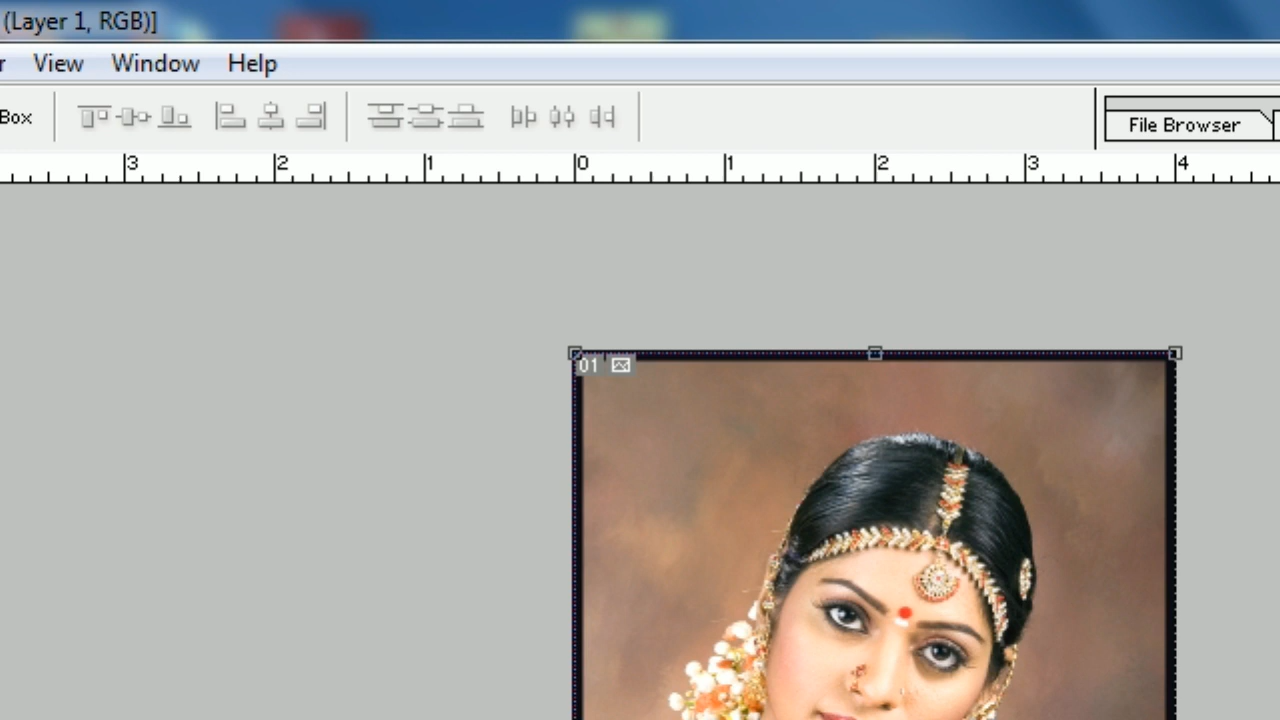 (Layer 1, RGB)]
View Window Help
Box
File Browser
3 2 1 0 1 2 3 4
01